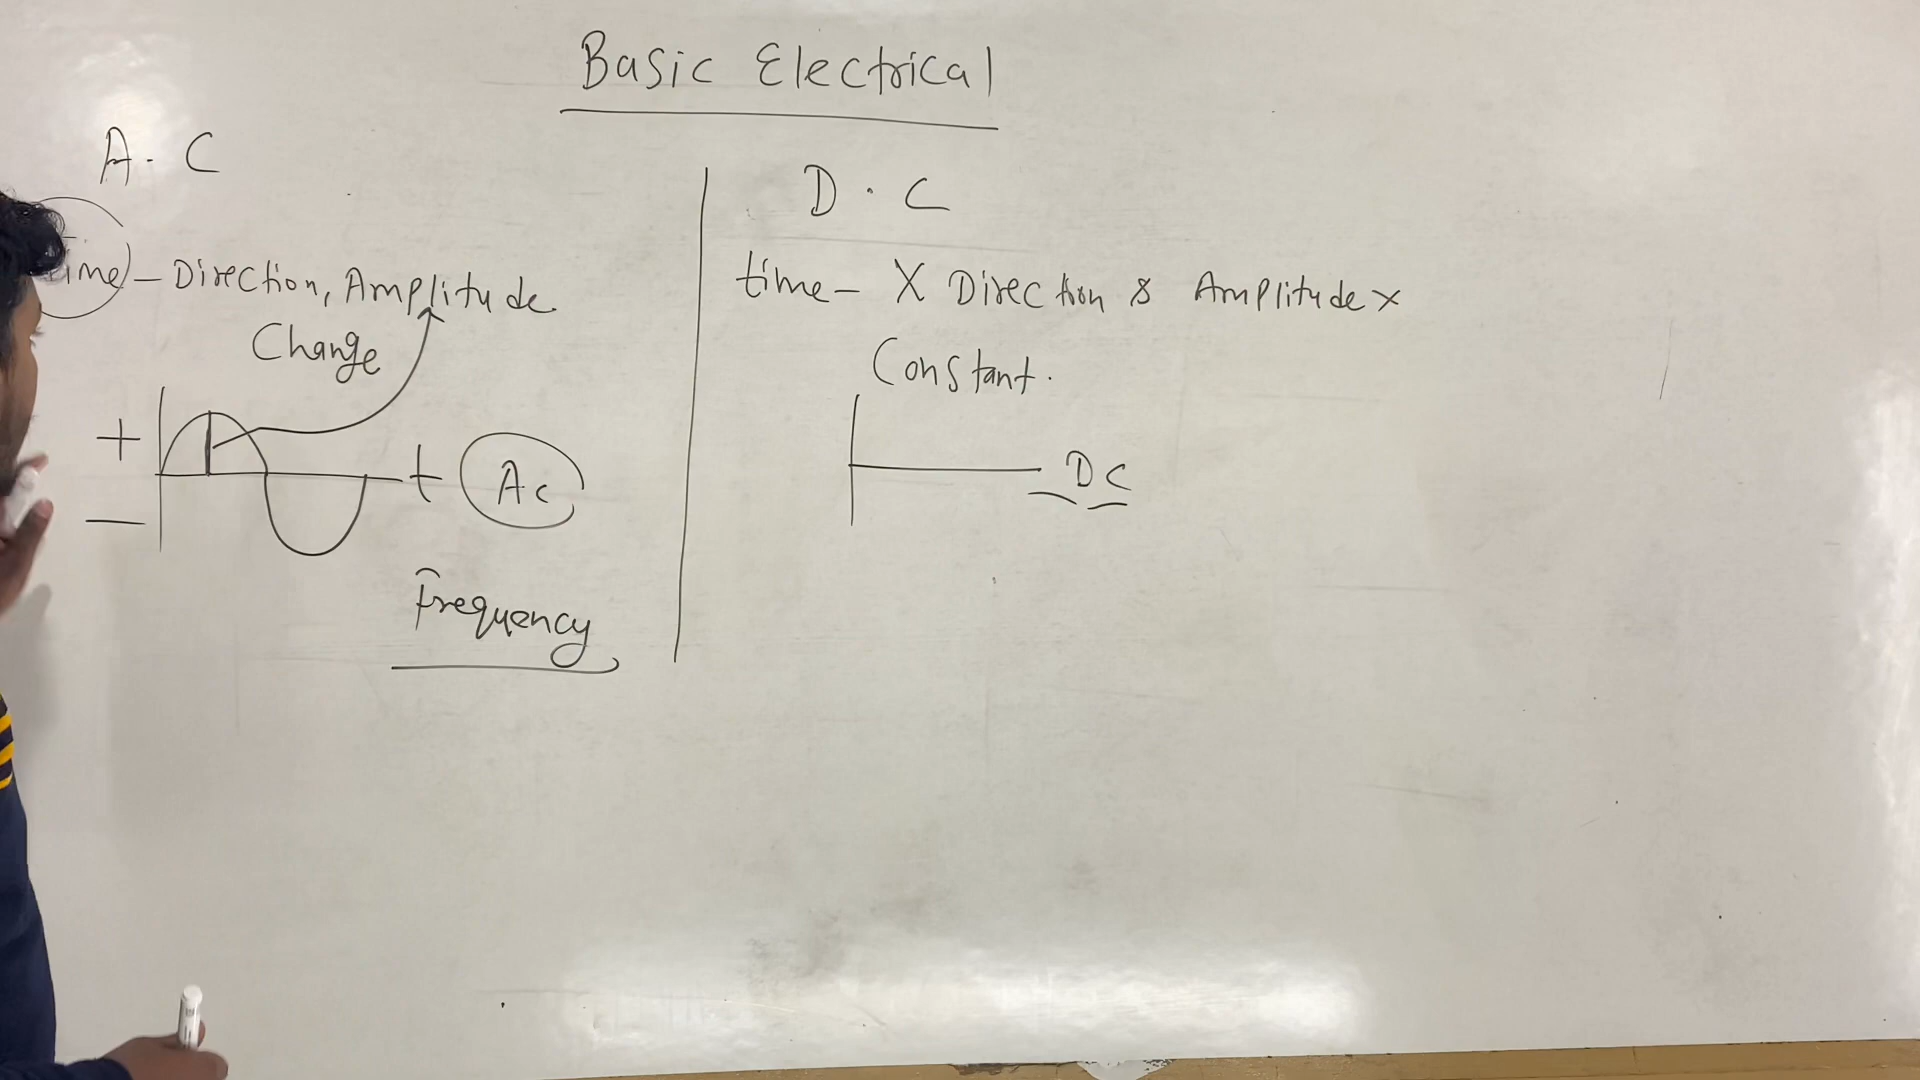 Basic Electrical
A. C
Time - Direction, Amplitude
Change
+
-
t
Ac
Frequency
D. C
time - X Direction & Amplitude x
Constant.
DC